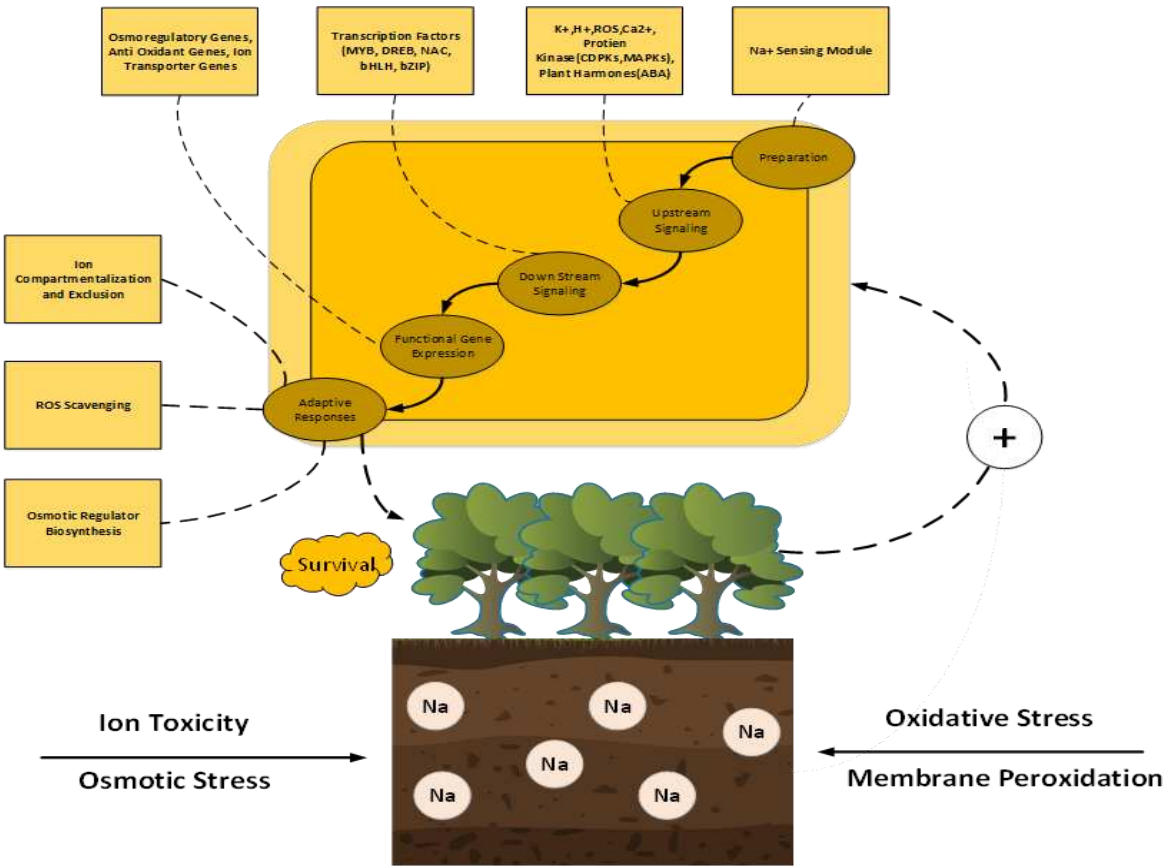 Osmoregulatory Genes,
Anti Oxidant Genes, Ion
Transporter Genes
Transcription Factors
(MYB, DREB, NAC,
bHLH, bZIP)
K+,H+,ROS,Ca2+,
Protien
Kinase(CDPKs,MAPKs),
Plant Harmones(ABA)
Na+ Sensing Module
Preparation
Upstream
Signaling
Down Stream
Signaling
Functional Gene
Expression
Adaptive
Responses
Ion
Compartmentalization
and Exclusion
ROS Scavenging
Osmotic Regulator
Biosynthesis
+
Survival
Na
Na
Na
Na
Na
Na
Ion Toxicity
Osmotic Stress
Oxidative Stress
Membrane Peroxidation